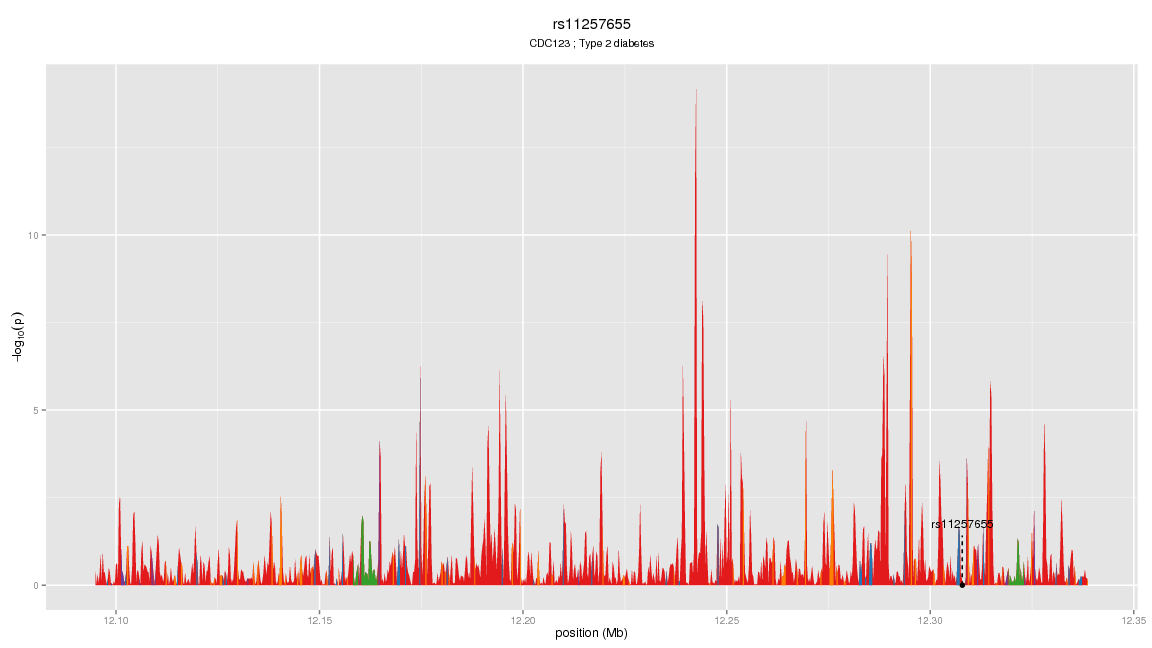 rs11257655
CDC123 ; Type 2 diabetes
−log10(p)
10
5
0
rs11257655
12.10 12.15 12.20 12.25 12.30 12.35
position (Mb)